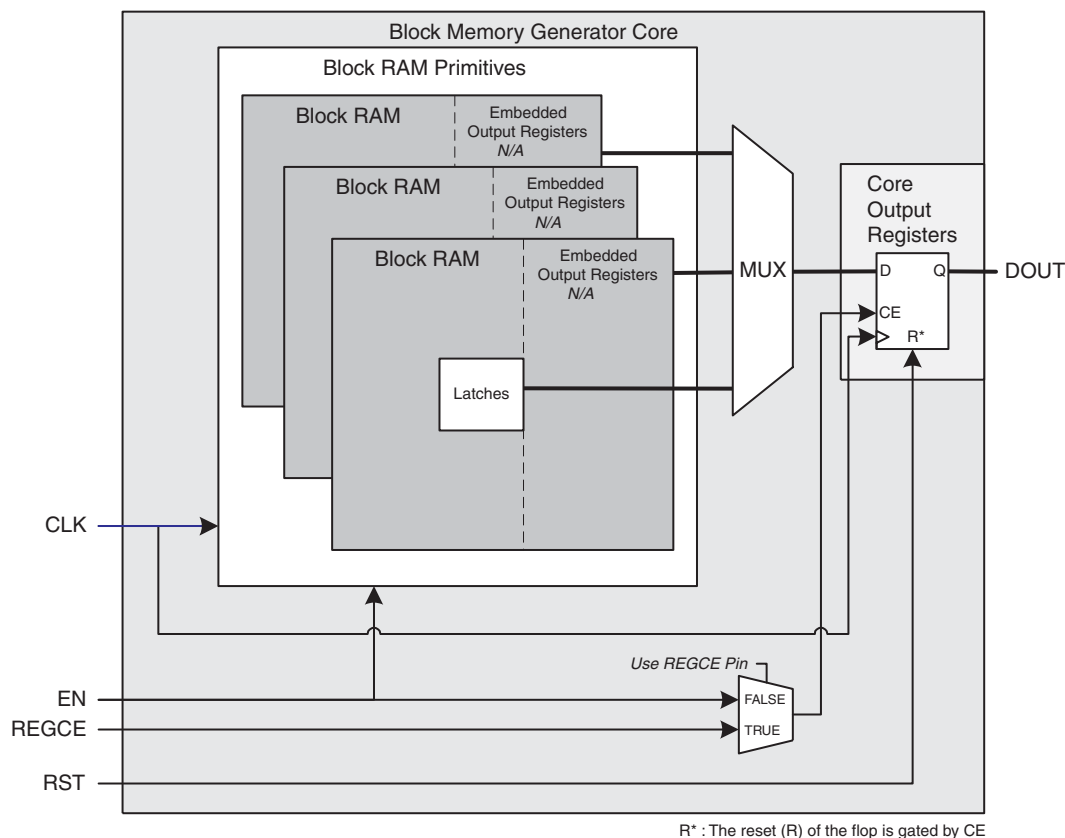 Block Memory Generator Core
Block RAM Primitives
Block RAM
Embedded
Output Registers
N/A
Block RAM
Embedded
Output Registers
N/A
Block RAM
Embedded
Output Registers
N/A
Latches
MUX
Core
Output
Registers
D
Q
CE
R*
DOUT
CLK
Use REGCE Pin
EN
FALSE
REGCE
TRUE
RST
R* : The reset (R) of the flop is gated by CE